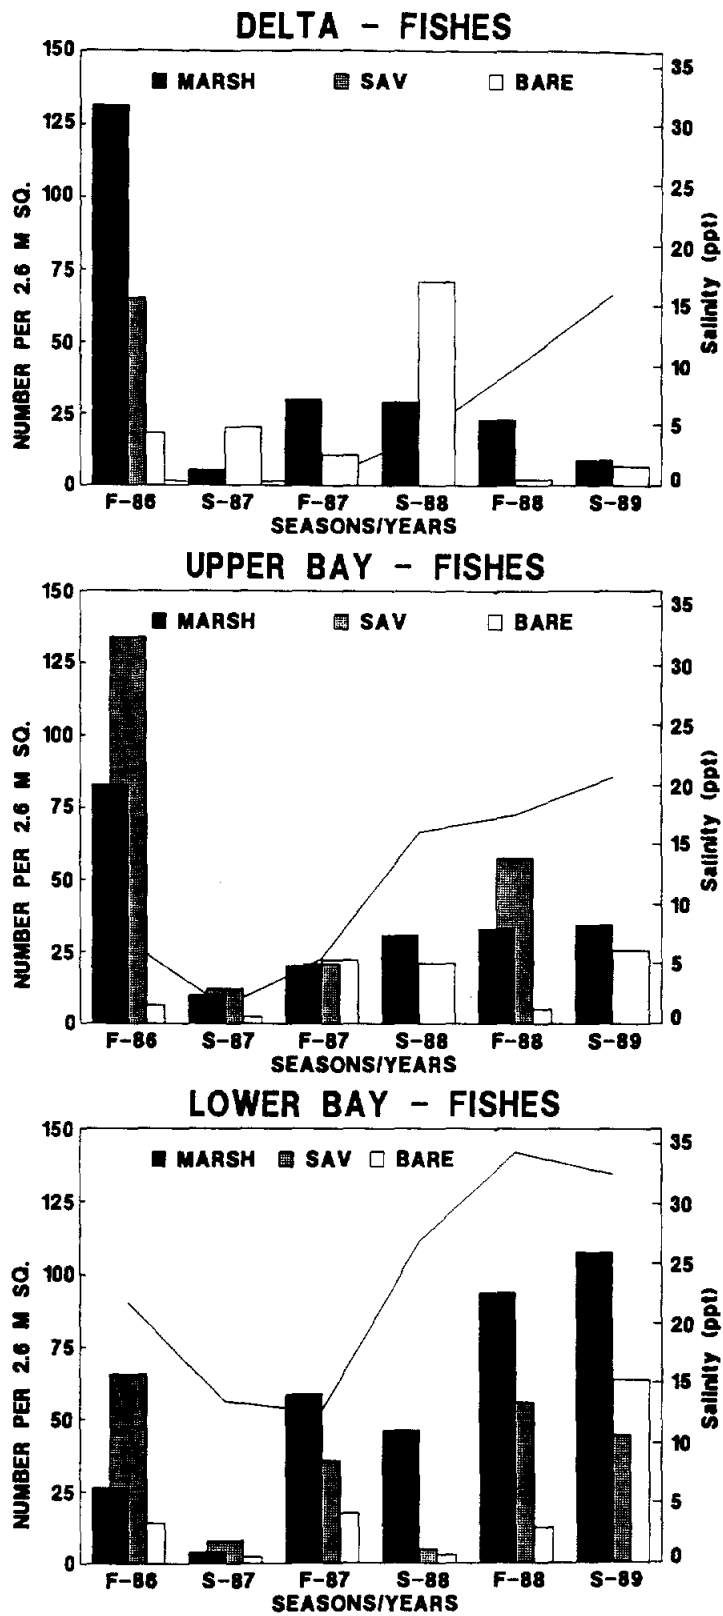 DELTA - FISHES
MARSH SAV BARE
150
125
100
75
50
25
0
NUMBER PER 2.6 M SQ.
35
30
25
20
15
10
5
0
Salinity (ppt)
F-86 S-87 F-87 S-88 F-88 S-89
SEASONS/YEARS
UPPER BAY - FISHES
MARSH SAV BARE
150
125
100
75
50
25
0
NUMBER PER 2.6 M SQ.
35
30
25
20
15
10
5
0
Salinity (ppt)
F-86 S-87 F-87 S-88 F-88 S-89
SEASONS/YEARS
LOWER BAY - FISHES
MARSH SAV BARE
150
125
100
75
50
25
0
NUMBER PER 2.6 M SQ.
35
30
25
20
15
10
5
0
Salinity (ppt)
F-86 S-87 F-87 S-88 F-88 S-89
SEASONS/YEARS